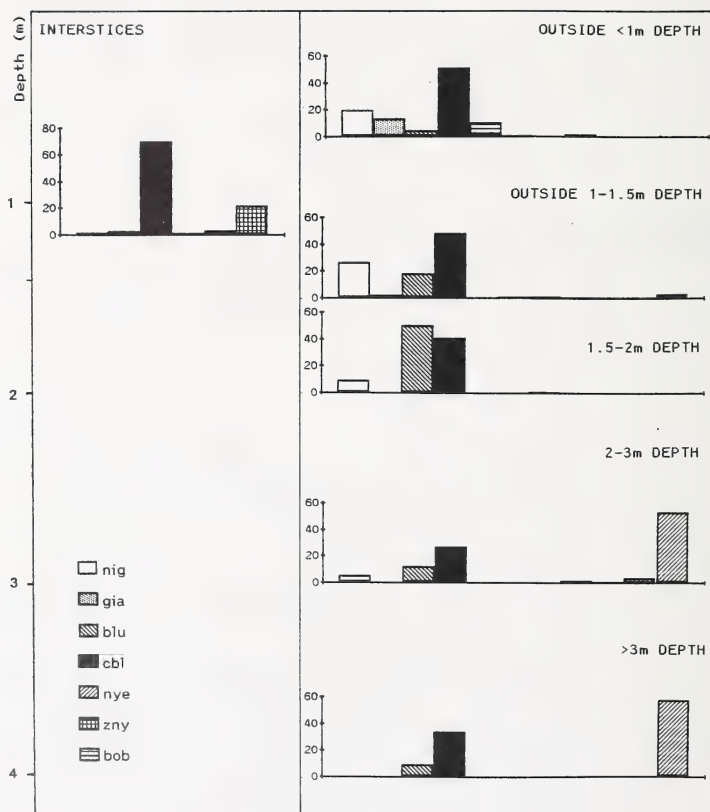 Depth (m)
INTERSTICES
80
60
40
20
0
1
2
3
4
nig
gia
blu
cbl
nye
zny
bob
OUTSIDE <1m DEPTH
60
40
20
0
OUTSIDE 1-1.5m DEPTH
60
40
20
0
1.5-2m DEPTH
60
40
20
0
2-3m DEPTH
60
40
20
0
>3m DEPTH
60
40
20
0